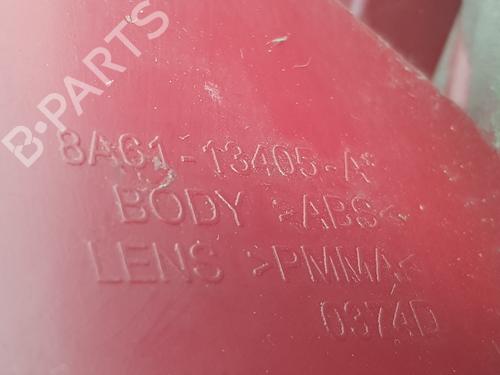 B-PARTS
8A61-13405-A*
BODY >ABS<
LENS >PMMA<
0374D